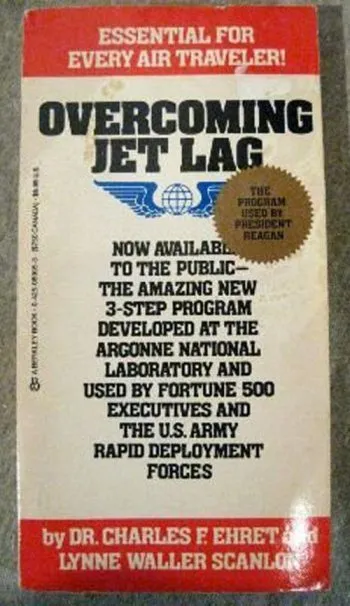 ESSENTIAL FOR
EVERY AIR TRAVELER!
OVERCOMING
JET LAG
THE
PROGRAM
USED BY
PRESIDENT
REAGAN
NOW AVAILABLE
TO THE PUBLIC—
THE AMAZING NEW
3-STEP PROGRAM
DEVELOPED AT THE
ARGONNE NATIONAL
LABORATORY AND
USED BY FORTUNE 500
EXECUTIVES AND
THE U.S. ARMY
RAPID DEPLOYMENT
FORCES
by DR. CHARLES F. EHRET and
LYNNE WALLER SCANLON
A BERKLEY BOOK